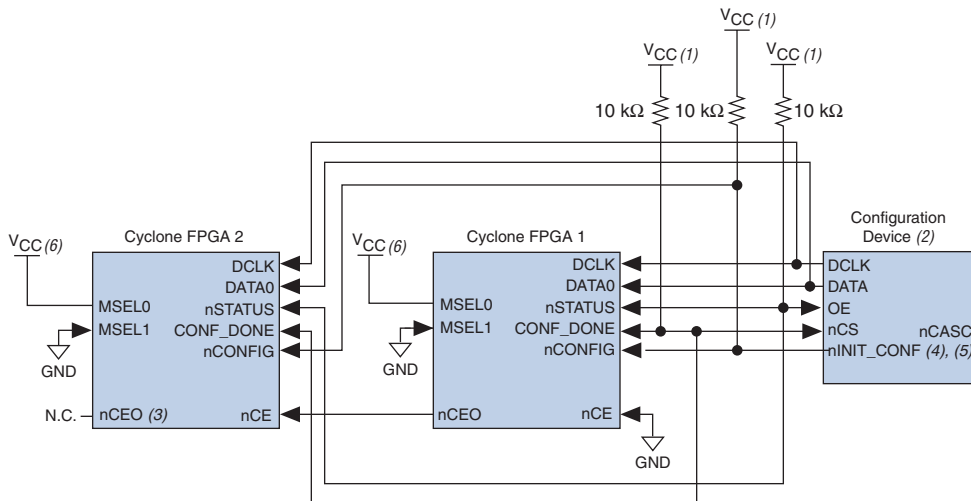 VCC (1)
VCC (1)
VCC (1)
10 kΩ
10 kΩ
10 kΩ
Cyclone FPGA 2
VCC (6)
MSEL0
MSEL1
GND
N.C.
nCEO (3)
DCLK
DATA0
nSTATUS
CONF_DONE
nCONFIG
nCE
Cyclone FPGA 1
VCC (6)
MSEL0
MSEL1
GND
nCEO
DCLK
DATA0
nSTATUS
CONF_DONE
nCONFIG
nCE
GND
Configuration
Device (2)
DCLK
DATA
OE
nCS
nCASC
nINIT_CONF (4), (5)